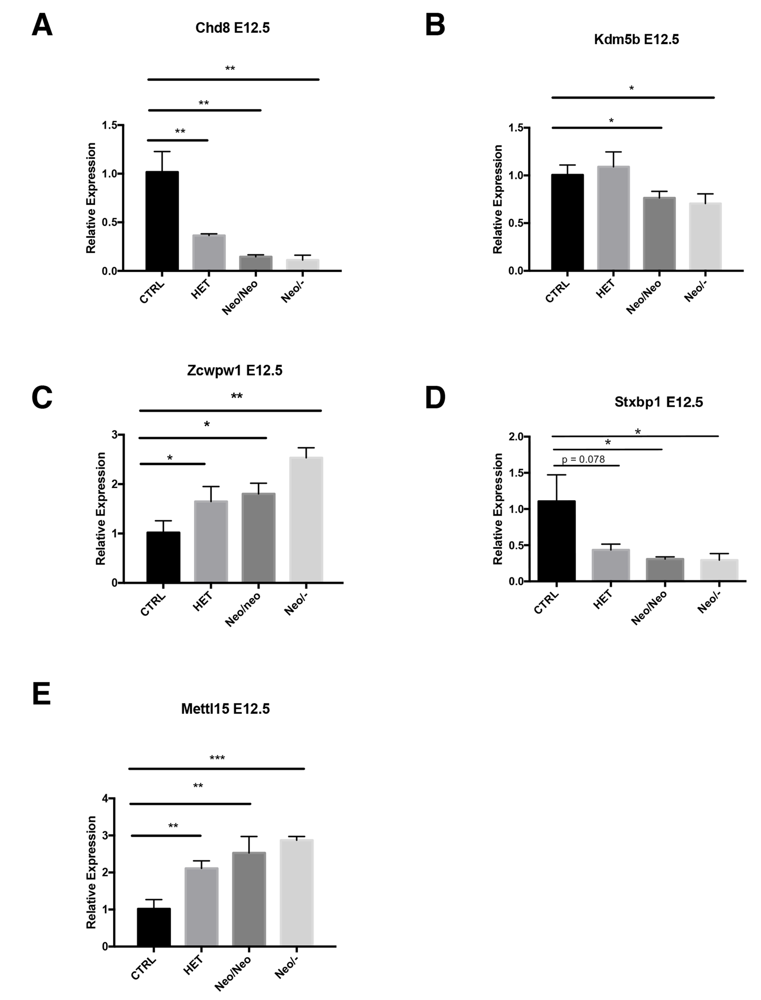 A
Chd8 E12.5
**
**
**
Relative Expression
1.5
1.0
0.5
0.0
CTRL
HET
Neo/Neo
Neo/-
B
Kdm5b E12.5
*
*
Relative Expression
1.5
1.0
0.5
0.0
CTRL
HET
Neo/Neo
Neo/-
C
Zcwpw1 E12.5
**
*
*
Relative Expression
3
2
1
0
CTRL
HET
Neo/neo
Neo/-
D
Stxbp1 E12.5
*
*
p = 0.078
Relative Expression
2.0
1.5
1.0
0.5
0.0
CTRL
HET
Neo/Neo
Neo/-
E
Mettl15 E12.5
***
**
**
Relative Expression
4
3
2
1
0
CTRL
HET
Neo/Neo
Neo/-